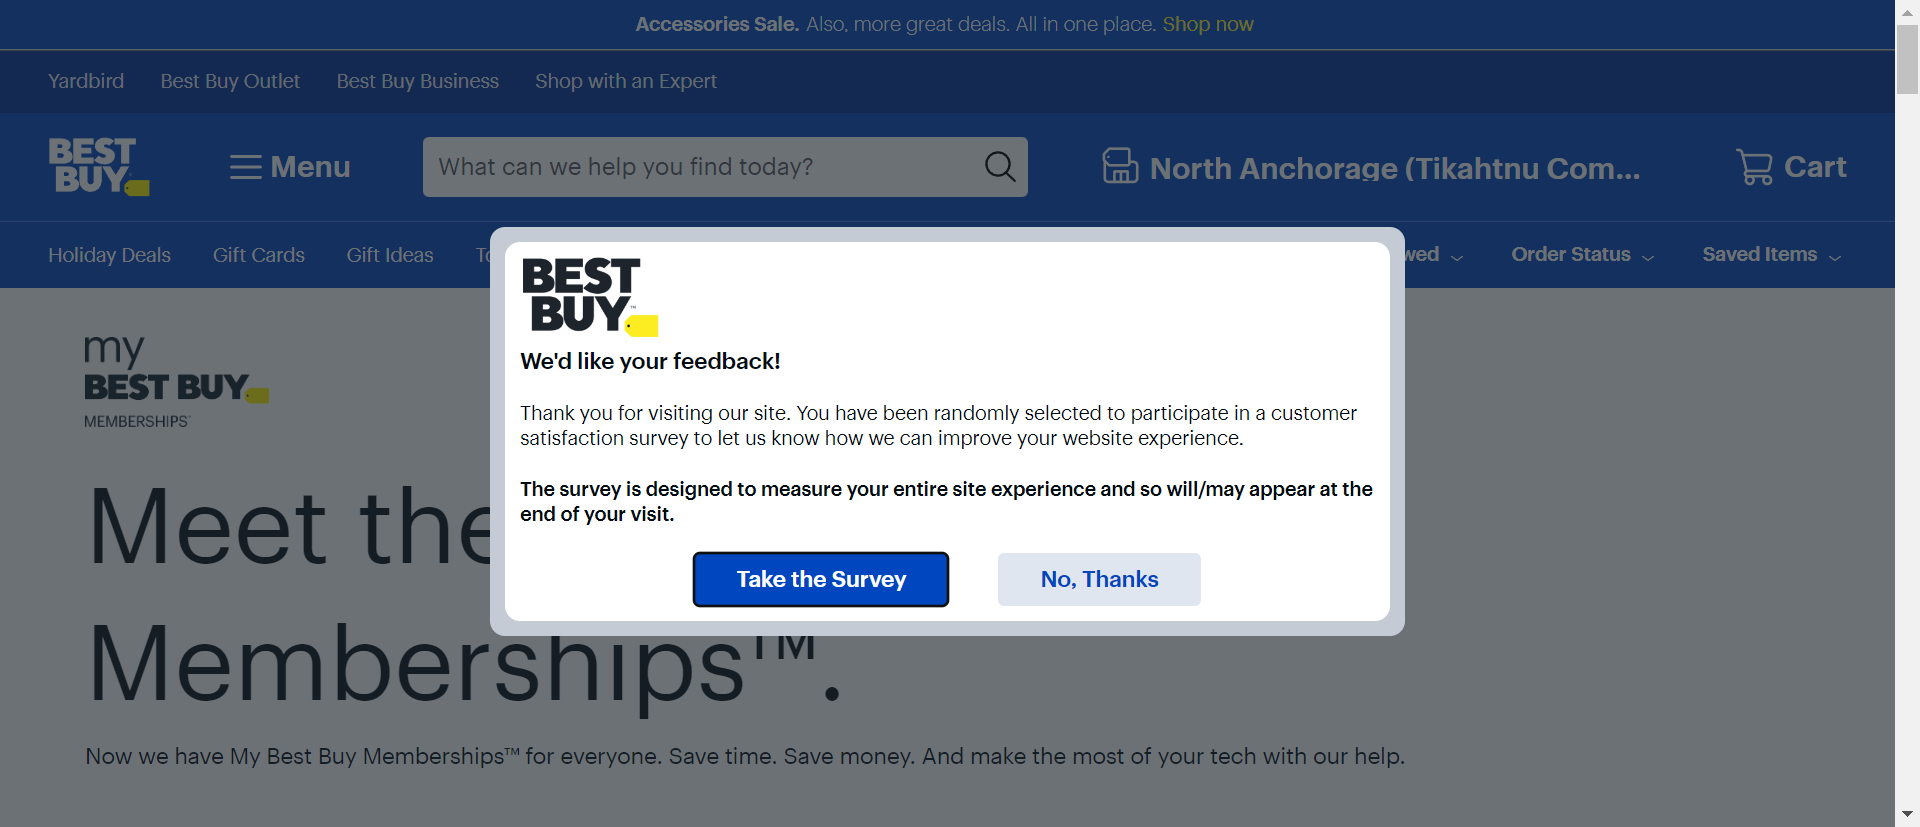 Accessories Sale. Also, more great deals. All in one place. Shop now
Yardbird Best Buy Outlet Best Buy Business Shop with an Expert
BEST BUY
Menu
What can we help you find today?
North Anchorage (Tikahtnu Com...
Cart
Holiday Deals Gift Cards Gift Ideas
Order Status Saved Items
BEST
BUY™
We'd like your feedback!
Thank you for visiting our site. You have been randomly selected to participate in a customer
satisfaction survey to let us know how we can improve your website experience.
The survey is designed to measure your entire site experience and so will/may appear at the
end of your visit.
Take the Survey No, Thanks
my
BEST BUY
MEMBERSHIPS™
Meet the
Memberships™.
Now we have My Best Buy Memberships™ for everyone. Save time. Save money. And make the most of your tech with our help.